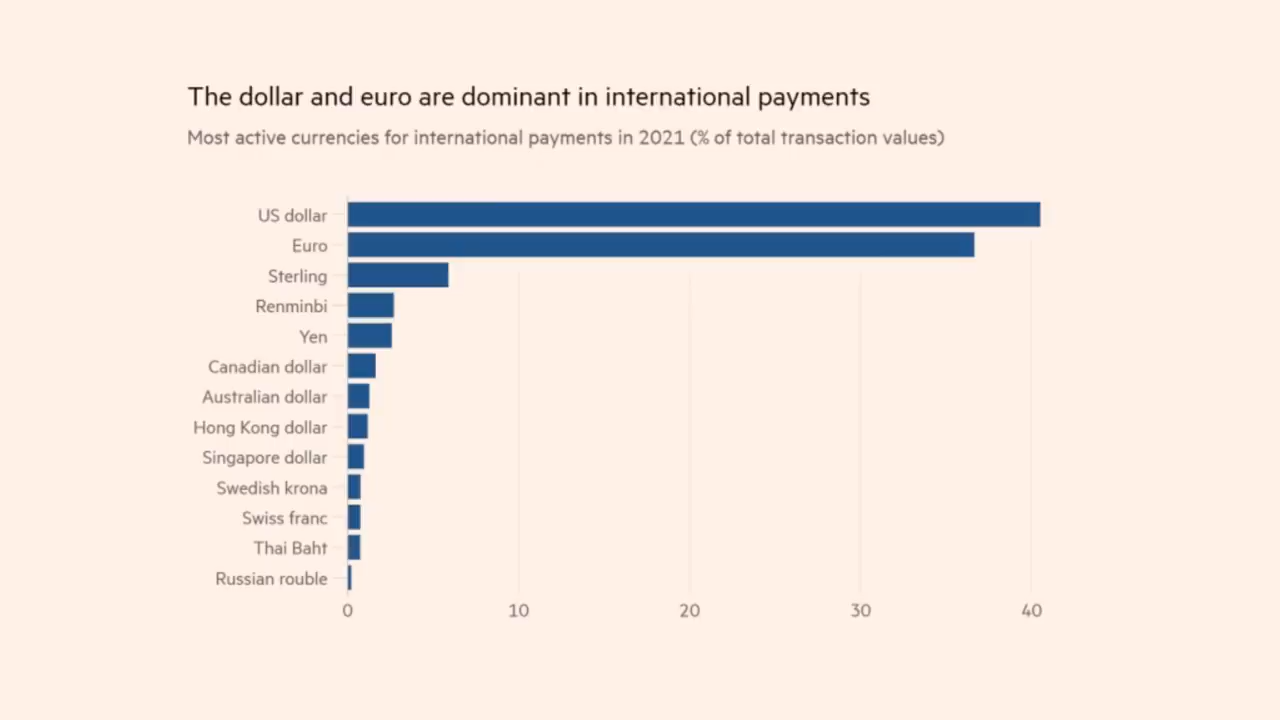 The dollar and euro are dominant in international payments
Most active currencies for international payments in 2021 (% of total transaction values)
US dollar
Euro
Sterling
Renminbi
Yen
Canadian dollar
Australian dollar
Hong Kong dollar
Singapore dollar
Swedish krona
Swiss franc
Thai Baht
Russian rouble
0 10 20 30 40